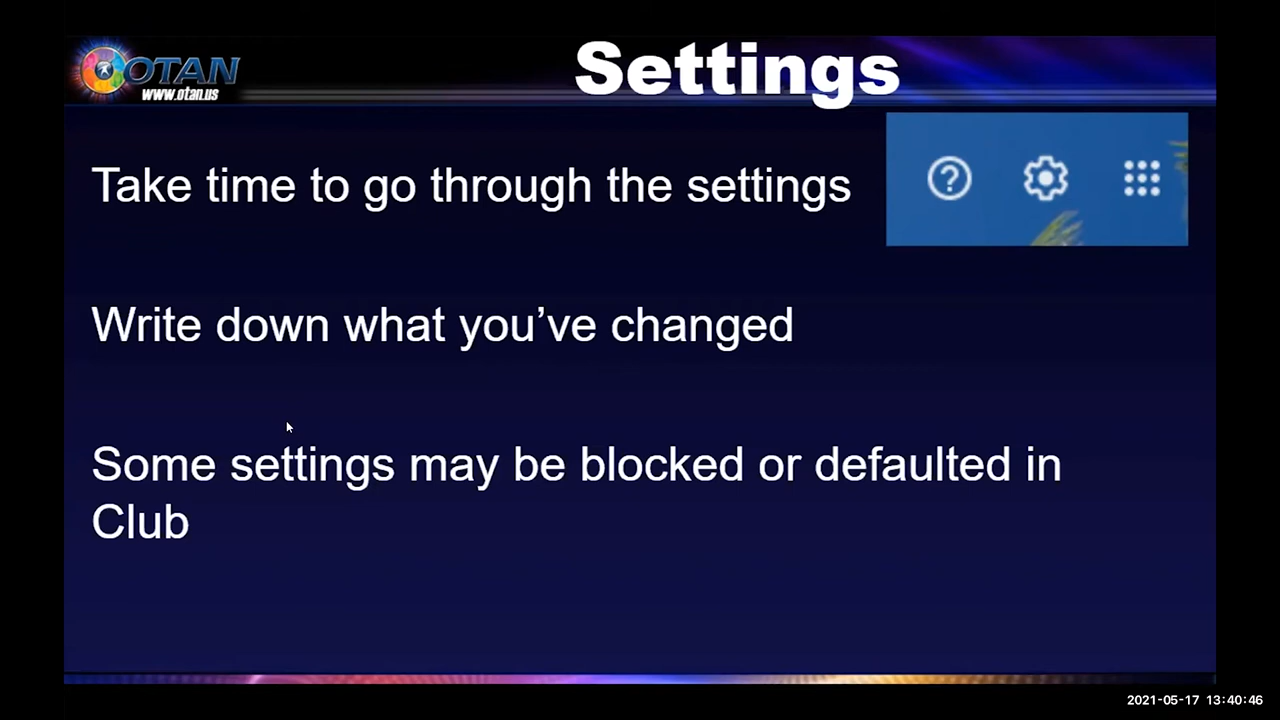 OTAN
www.otan.us
Settings
Take time to go through the settings
?
Write down what you’ve changed
Some settings may be blocked or defaulted in
Club
2021-05-17 13:40:46